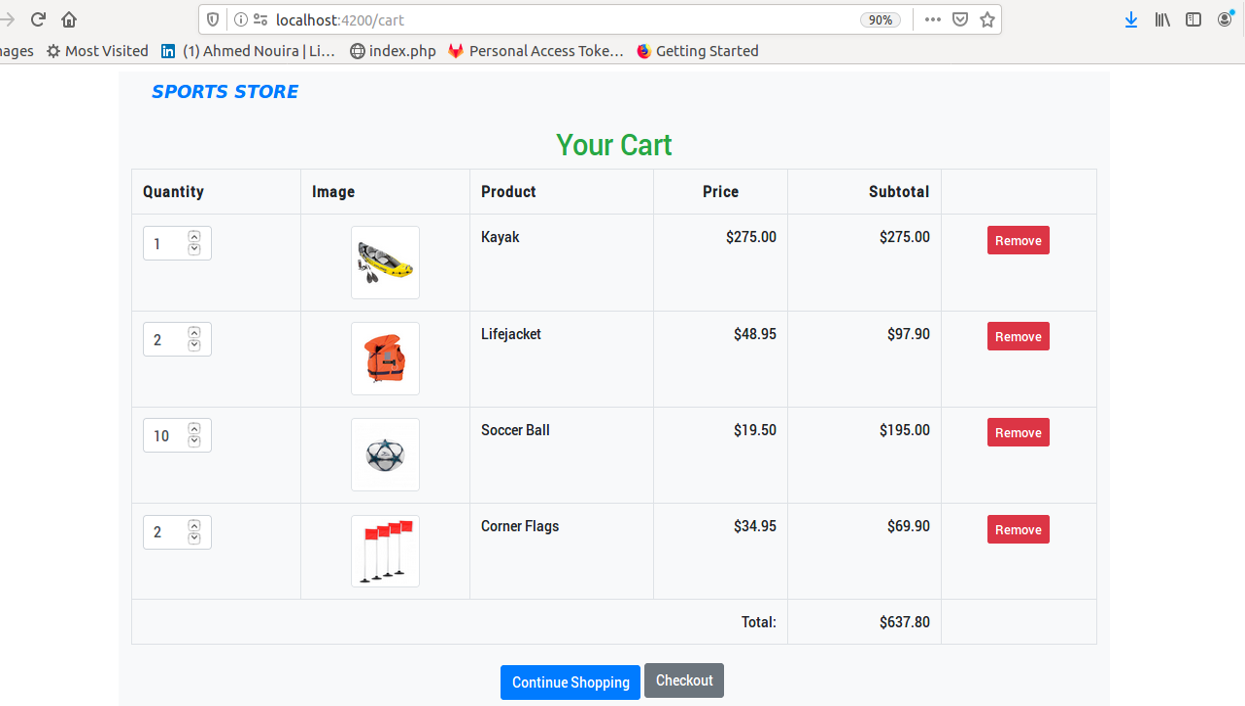 localhost:4200/cart 90%
nages Most Visited (1) Ahmed Nouira | Li... index.php Personal Access Toke... Getting Started
SPORTS STORE
Your Cart
Quantity Image Product Price Subtotal
1 Kayak $275.00 $275.00 Remove
2 Lifejacket $48.95 $97.90 Remove
10 Soccer Ball $19.50 $195.00 Remove
2 Corner Flags $34.95 $69.90 Remove
Total: $637.80
Continue Shopping Checkout